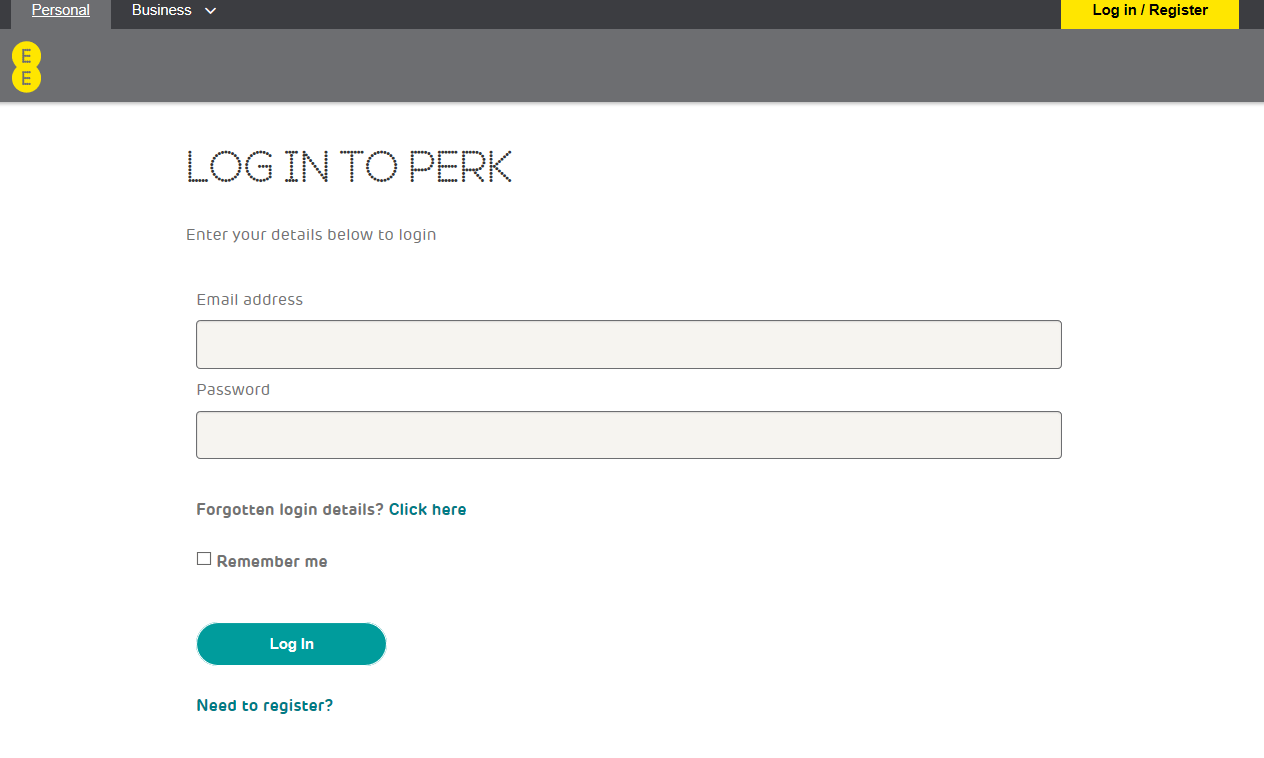 Personal
Business
Log in / Register
E
E
LOG IN TO PERK
Enter your details below to login
Email address
Password
Forgotten login details? Click here
Remember me
Log In
Need to register?